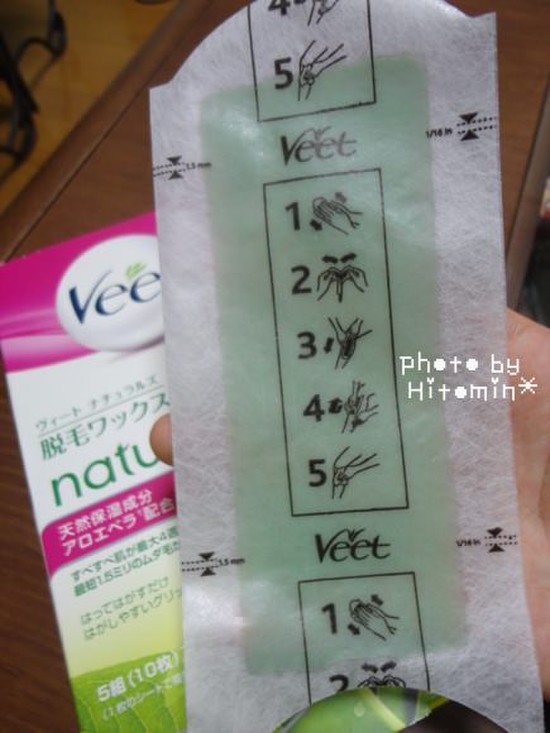 4
5
Veet
1.5 mm
1/16 in
1
2
3
4
5
Veet
1.5 mm
1/16 in
1
2
Photo by
Hitomin*
Vee
ヴィート ナチュラルズ
脱毛ワックス
natu
天然保湿成分
アロエベラ*配合
すべすべ肌が最大4週
最短1.5ミリのムダ毛
はってはがすだけ
はがしやすいグリッ
5組(10枚)